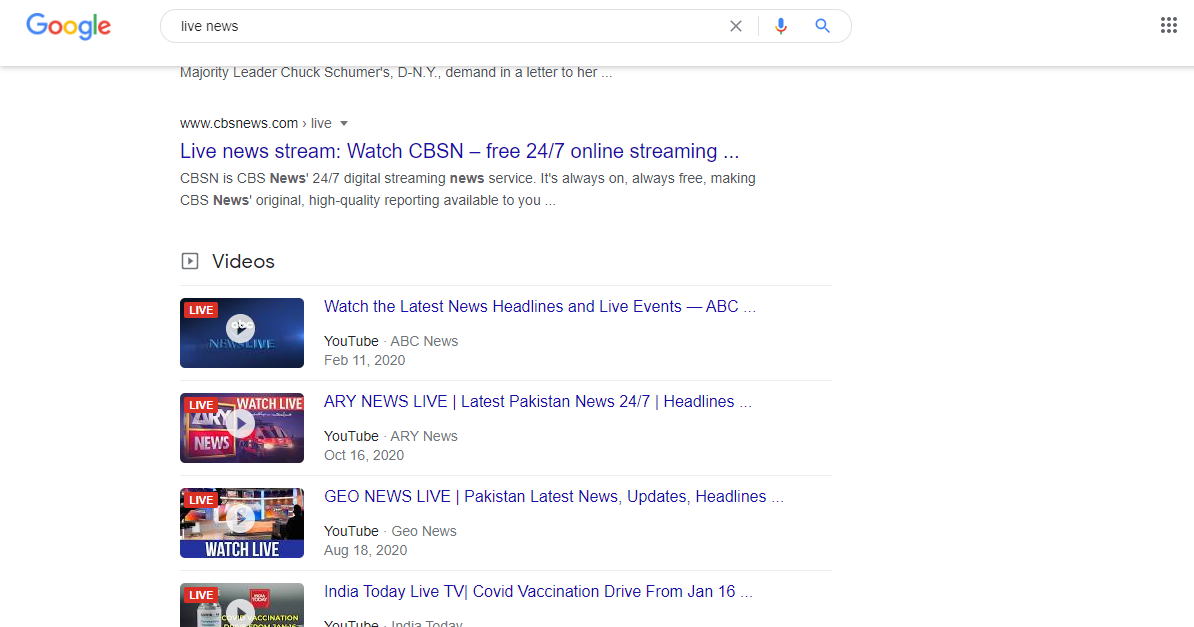 Google
live news
Majority Leader Chuck Schumer's, D-N.Y., demand in a letter to her ...
www.cbsnews.com › live
Live news stream: Watch CBSN – free 24/7 online streaming ...
CBSN is CBS News' 24/7 digital streaming news service. It's always on, always free, making
CBS News' original, high-quality reporting available to you ...
Videos
LIVE
abc
NEWS LIVE
Watch the Latest News Headlines and Live Events — ABC ...
YouTube · ABC News
Feb 11, 2020
LIVE
WATCH LIVE
ARY
NEWS
ARY NEWS LIVE | Latest Pakistan News 24/7 | Headlines ...
YouTube · ARY News
Oct 16, 2020
LIVE
WATCH LIVE
GEO NEWS LIVE | Pakistan Latest News, Updates, Headlines ...
YouTube · Geo News
Aug 18, 2020
LIVE
INDIA
TODAY
COVID VACCINATION
DRIVE FROM JAN 16
India Today Live TV| Covid Vaccination Drive From Jan 16 ...
YouTube · India Today